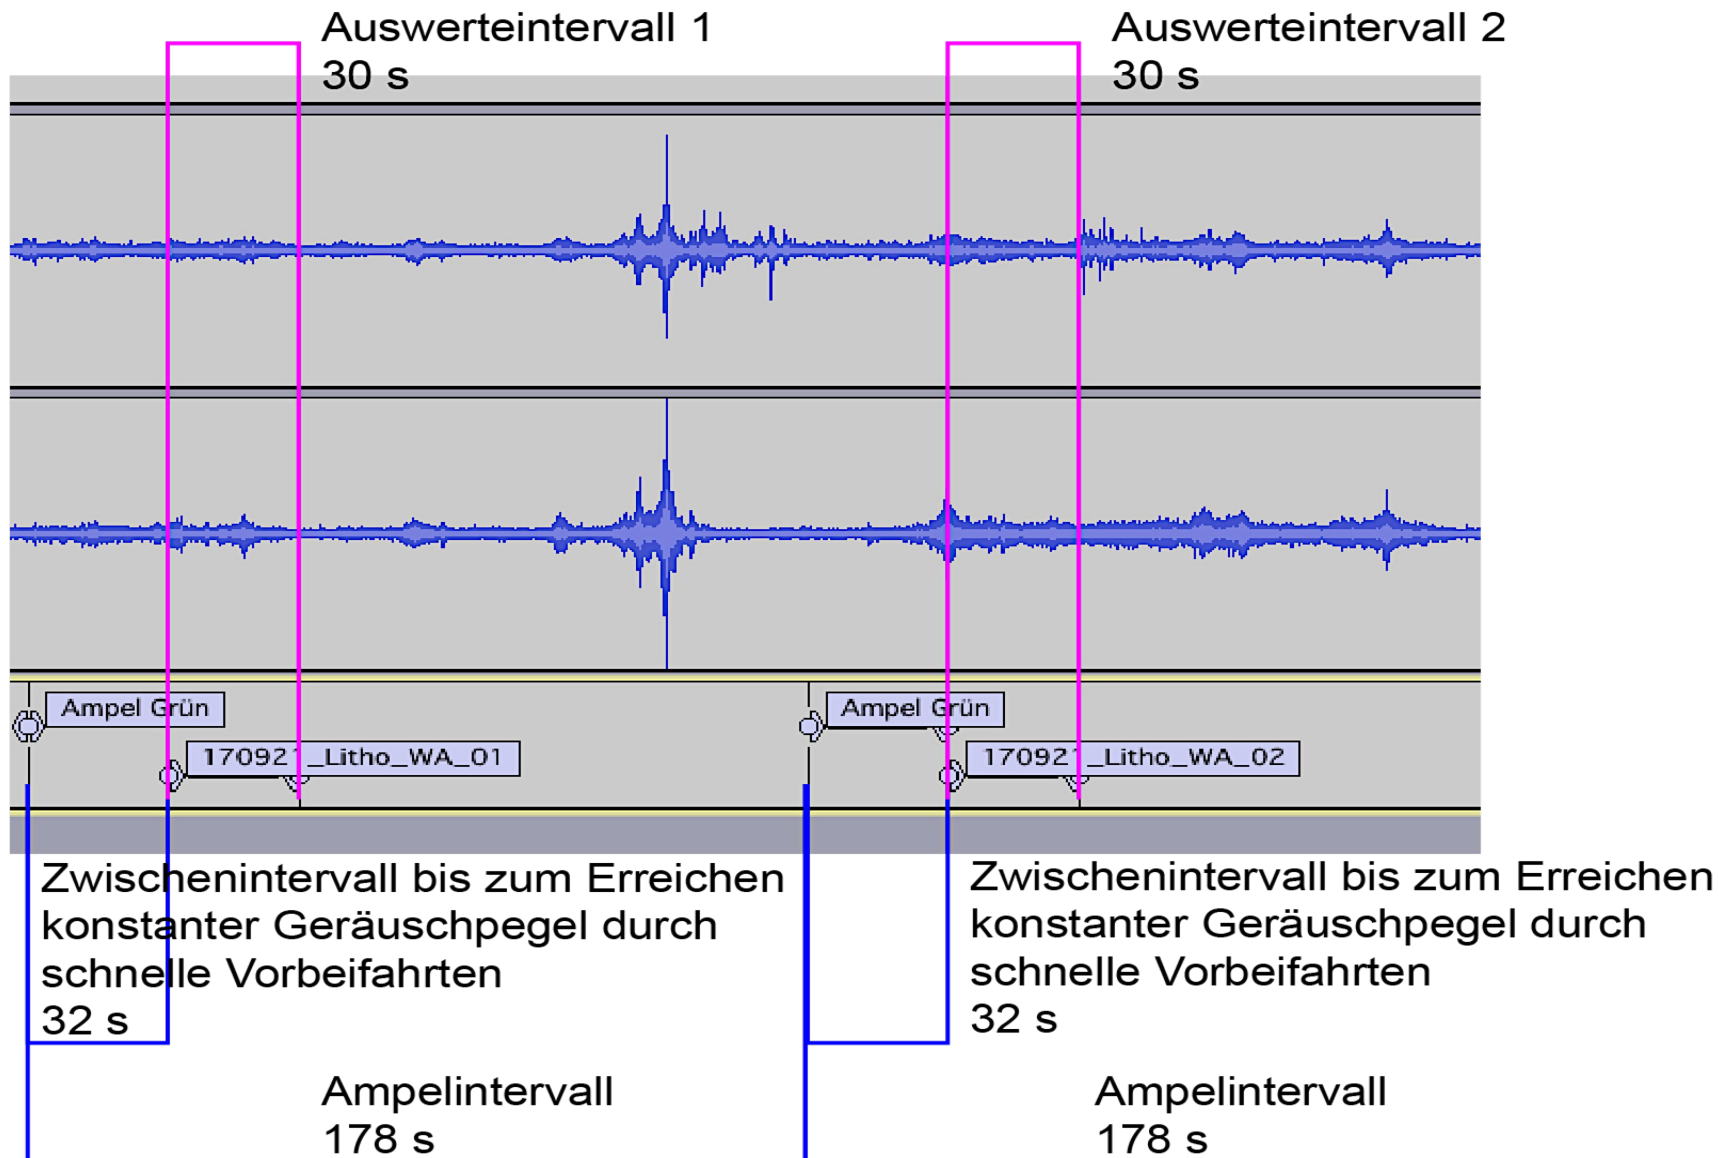 Auswerteintervall 1
30 s
Auswerteintervall 2
30 s
Ampel Grün
Ampel Grün
170921_Litho_WA_01
170921_Litho_WA_02
Zwischenintervall bis zum Erreichen
konstanter Geräuschpegel durch
schnelle Vorbeifahrten
32 s
Zwischenintervall bis zum Erreichen
konstanter Geräuschpegel durch
schnelle Vorbeifahrten
32 s
Ampelintervall
178 s
Ampelintervall
178 s